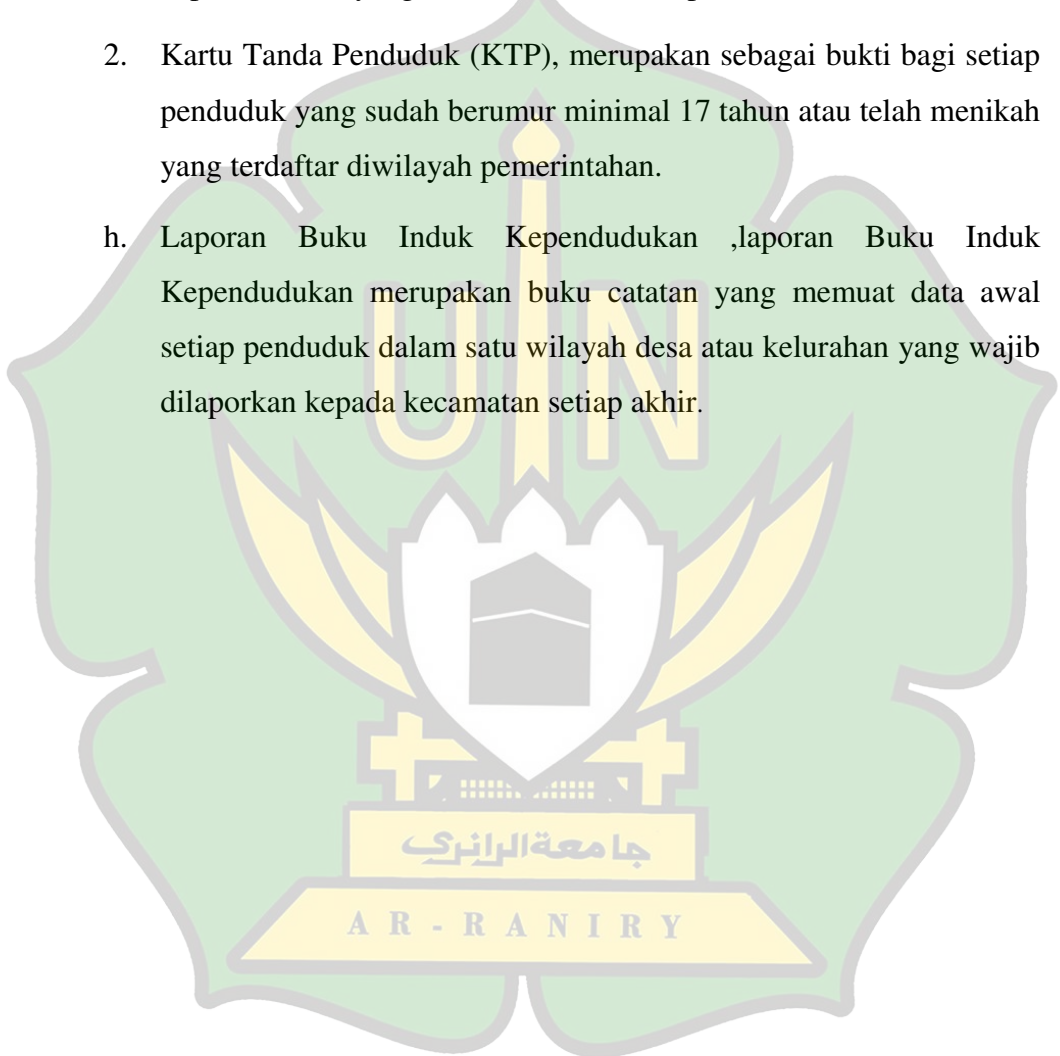 2. Kartu Tanda Penduduk (KTP), merupakan sebagai bukti bagi setiap
penduduk yang sudah berumur minimal 17 tahun atau telah menikah
yang terdaftar diwilayah pemerintahan.
h. Laporan Buku Induk Kependudukan ,laporan Buku Induk
Kependudukan merupakan buku catatan yang memuat data awal
setiap penduduk dalam satu wilayah desa atau kelurahan yang wajib
dilaporkan kepada kecamatan setiap akhir.
UIN
جامعة الرانري
AR-RANIRY